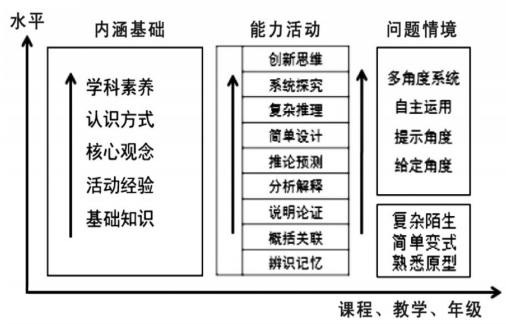 水平
内涵基础
学科素养
认识方式
核心观念
活动经验
基础知识
能力活动
创新思维
系统探究
复杂推理
简单设计
推论预测
分析解释
说明论证
概括关联
辨识记忆
问题情境
多角度系统
自主运用
提示角度
给定角度
复杂陌生
简单变式
熟悉原型
课程、教学、年级